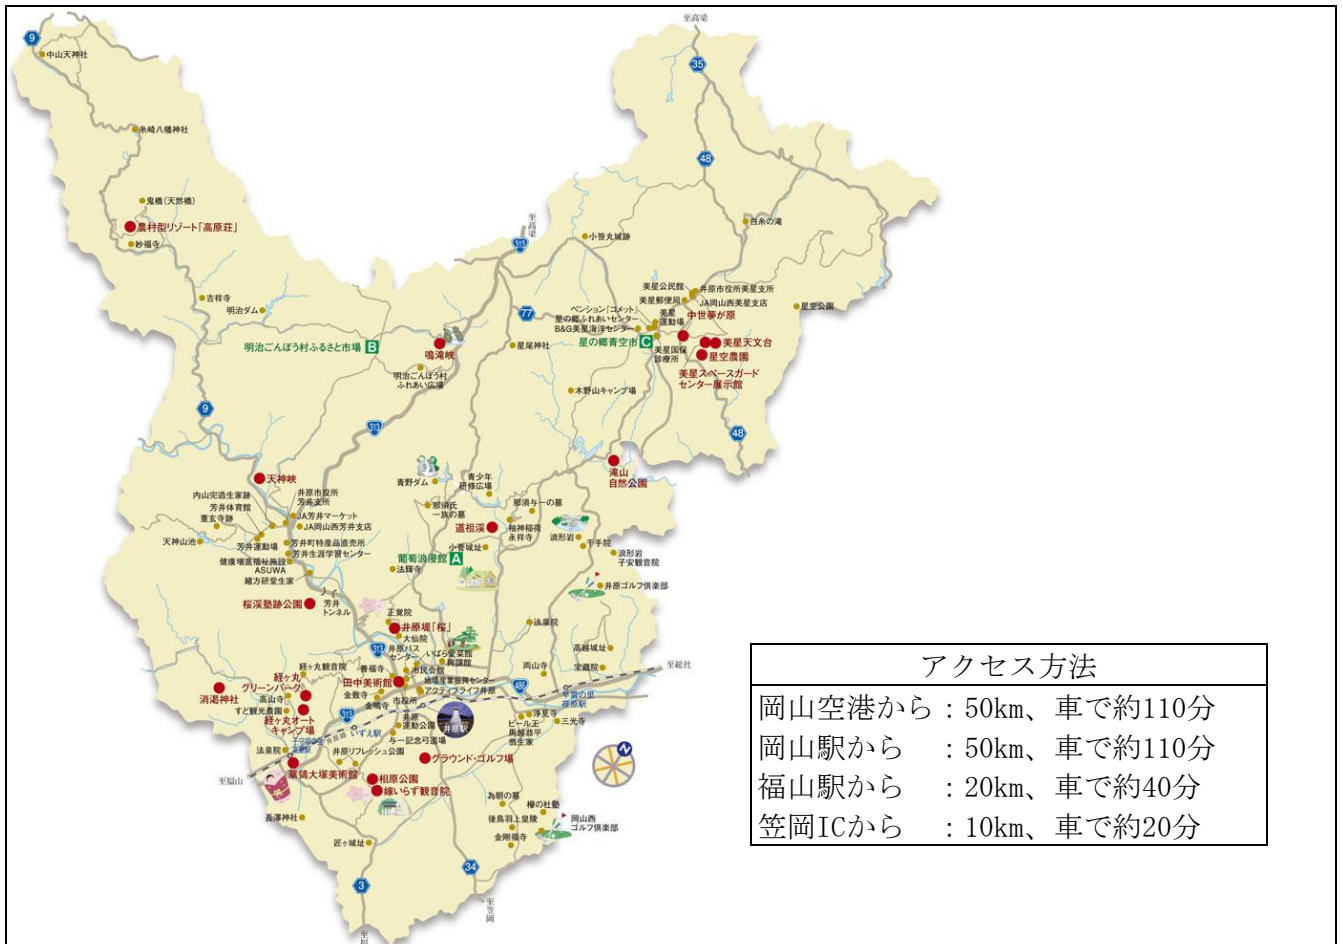 至高梁
9
中山天神社
35
糸崎八幡神社
48
鬼橋(天然橋)
農村型リゾート「高原荘」
妙福寺
白糸の滝
至高梁
313
小笹丸城跡
吉祥寺
明治ダム
美星公民館
井原市役所美星支所
美星郵便局
JA岡山西美星支店
星空公園
77
ペンション「コメット」
星の郷ふれあいセンター
B&G美星海洋センター
美星
運動場
中世夢が原
明治ごんぼう村ふるさと市場 B
鳴滝峡
星尾神社
星の郷青空市 C
美星国保
診療所
美星天文台
星空農園
美星スペースガード
センター展示館
明治ごんぼう村
ふれあい広場
木野山キャンプ場
9
313
48
天神峡
青野ダム
青少年
研修広場
滝山
自然公園
内山完造生家跡
芳井体育館
重玄寺跡
井原市役所
芳井支所
JA芳井マーケット
JA岡山西芳井支店
那須氏
一族の墓
那須与一の墓
道祖渓
袖神稲荷
永祥寺
浪形岩
千手院
天神山池
芳井運動場
芳井町特産品直売所
芳井生涯学習センター
健康増進福祉施設
ASUWA
緒方研堂生家
小菅城址
葡萄浪漫館 A
法輝寺
浪形岩
子安観音院
井原ゴルフ倶楽部
桜渓塾跡公園
芳井
トンネル
正覚院
井原堤「桜」
大仙院
法泉院
313
井原バス
センター
いばら愛菜館
興譲館
高越城址
経ヶ丸観音院
善福寺
市民会館
地場産業振興センター
両山寺
宝蔵院
至総社
経ヶ丸
グリーンパーク
消渇神社
高山寺
田中美術館
アクティブライフ井原
金敷寺
市役所
486
早雲の里
荏原駅
すど観光農園
金鳴寺
経ヶ丸オート
キャンプ場
313
井原
運動公園
井原駅
浄見寺
三光寺
ビール王
馬越恭平
翁生家
いずえ駅
与一記念弓道場
井原線
法泉院
井原リフレッシュ公園
グラウンド・ゴルフ場
N
至福山
華鴒大塚美術館
相原公園
嫁いらず観音院
為朝の墓
長澤神社
櫸の杜塾
後鳥羽上皇陵
岡山西
ゴルフ倶楽部
金剛福寺
匠ヶ城址
34
3
至笠岡
アクセス方法
岡山空港から:50km、車で約110分
岡山駅から :50km、車で約110分
福山駅から :20km、車で約40分
笠岡ICから :10km、車で約20分